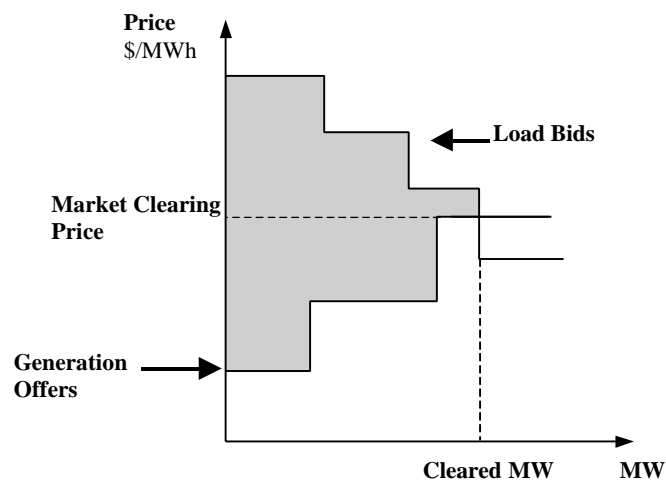 Price
$/MWh
Load Bids
Market Clearing
Price
Generation
Offers
Cleared MW
MW